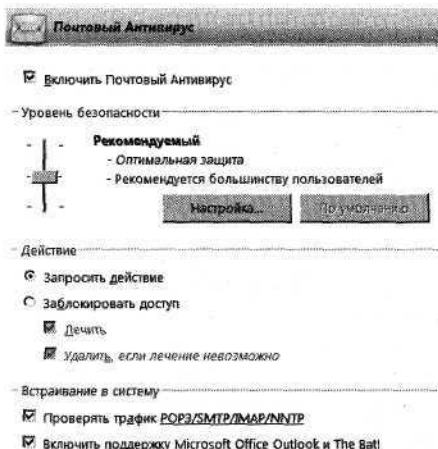 Почтовый Антивирус
Включить Почтовый Антивирус
Уровень безопасности
Рекомендуемый
- Оптимальная защита
- Рекомендуется большинству пользователей
Настройка...
По умолчанию
Действие
Запросить действие
Заблокировать доступ
Лечить
Удалить, если лечение невозможно
Встраивание в систему
Проверять трафик POP3/SMTP/IMAP/NNTP
Включить поддержку Microsoft Office Outlook и The Bat!